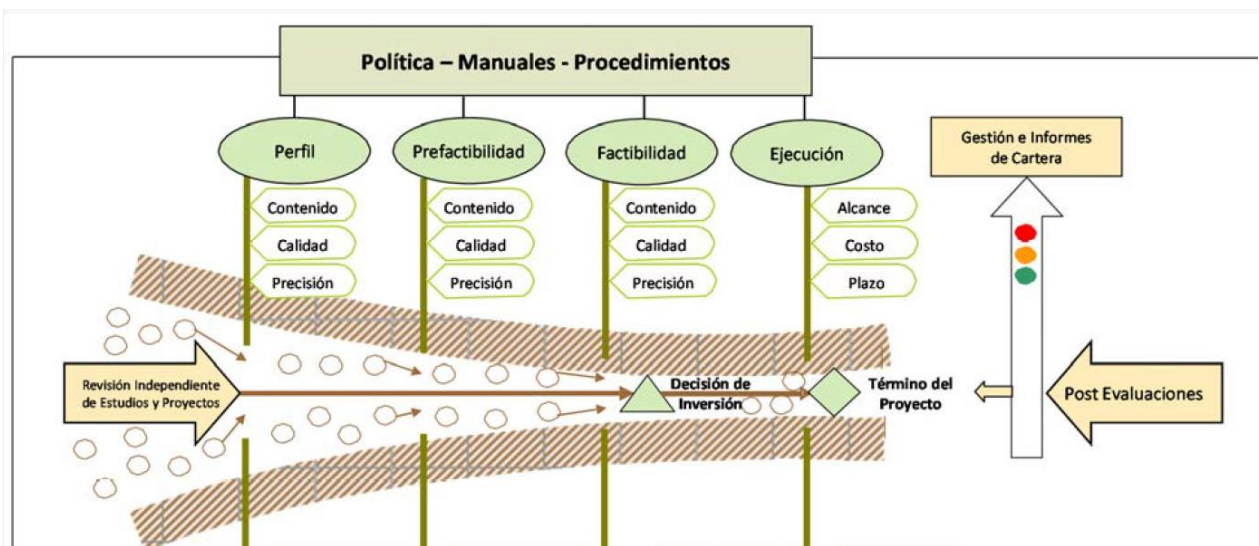 Política – Manuales - Procedimientos
Perfil
Prefactibilidad
Factibilidad
Ejecución
Gestión e Informes
de Cartera
Contenido
Contenido
Contenido
Alcance
Calidad
Calidad
Calidad
Costo
Precisión
Precisión
Precisión
Plazo
Revisión Independiente
de Estudios y Proyectos
Decisión de
Inversión
Término del
Proyecto
Post Evaluaciones